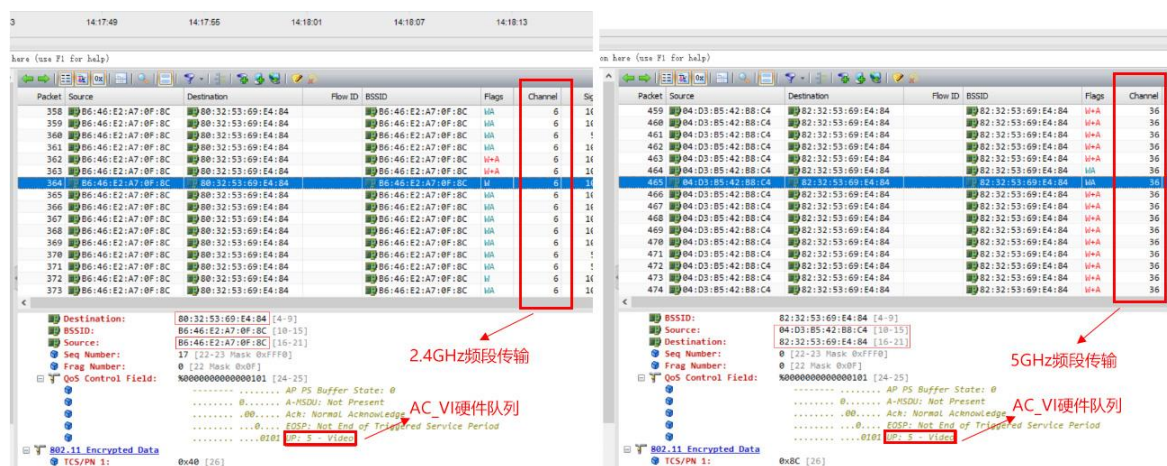 3 14:17:49 14:17:55 14:18:01 14:18:07 14:18:13
here (use F1 for help)
Packet Source Destination Flow ID BSSID Flags Channel
358 B6:46:E2:A7:0F:8C 80:32:53:69:E4:84 B6:46:E2:A7:0F:8C WA 6 10
359 B6:46:E2:A7:0F:8C 80:32:53:69:E4:84 B6:46:E2:A7:0F:8C WA 6 10
360 B6:46:E2:A7:0F:8C 80:32:53:69:E4:84 B6:46:E2:A7:0F:8C WA 6
361 B6:46:E2:A7:0F:8C 80:32:53:69:E4:84 B6:46:E2:A7:0F:8C WA 6 10
362 B6:46:E2:A7:0F:8C 80:32:53:69:E4:84 B6:46:E2:A7:0F:8C W+A 6 10
363 B6:46:E2:A7:0F:8C 80:32:53:69:E4:84 B6:46:E2:A7:0F:8C W+A 6 10
364 B6:46:E2:A7:0F:8C 80:32:53:69:E4:84 B6:46:E2:A7:0F:8C W 6 10
365 B6:46:E2:A7:0F:8C 80:32:53:69:E4:84 B6:46:E2:A7:0F:8C WA 6 10
366 B6:46:E2:A7:0F:8C 80:32:53:69:E4:84 B6:46:E2:A7:0F:8C WA 6 10
367 B6:46:E2:A7:0F:8C 80:32:53:69:E4:84 B6:46:E2:A7:0F:8C WA 6 10
368 B6:46:E2:A7:0F:8C 80:32:53:69:E4:84 B6:46:E2:A7:0F:8C WA 6 10
369 B6:46:E2:A7:0F:8C 80:32:53:69:E4:84 B6:46:E2:A7:0F:8C WA 6 10
370 B6:46:E2:A7:0F:8C 80:32:53:69:E4:84 B6:46:E2:A7:0F:8C WA 6
371 B6:46:E2:A7:0F:8C 80:32:53:69:E4:84 B6:46:E2:A7:0F:8C WA 6
372 B6:46:E2:A7:0F:8C 80:32:53:69:E4:84 B6:46:E2:A7:0F:8C W 6 10
373 B6:46:E2:A7:0F:8C 80:32:53:69:E4:84 B6:46:E2:A7:0F:8C WA 6 10
Destination: 80:32:53:69:E4:84 [4-9]
BSSID: B6:46:E2:A7:0F:8C [10-15]
Source: B6:46:E2:A7:0F:8C [16-21]
Seq Number: 17 [22-23 Mask 0xFFF0]
Frag Number: 0 [22 Mask 0x0F]
QoS Control Field: %0000000000000101 [24-25]
-------- ........ AP PS Buffer State: 0
........ 0....... A-MSDU: Not Present
........ .00..... Ack: Normal Acknowledge
........ ...0.... EOSP: Not End of Triggered Service Period
........ ....0101 UP: 5 - Video
802.11 Encrypted Data
TCS/PN 1: 0x40 [26]
2.4GHz频段传输
AC_VI硬件队列
on here (use F1 for help)
Packet Source Destination Flow ID BSSID Flags Channel
459 04:D3:B5:42:B8:C4 82:32:53:69:E4:84 82:32:53:69:E4:84 W+A 36
460 04:D3:B5:42:B8:C4 82:32:53:69:E4:84 82:32:53:69:E4:84 W+A 36
461 04:D3:B5:42:B8:C4 82:32:53:69:E4:84 82:32:53:69:E4:84 W+A 36
462 04:D3:B5:42:B8:C4 82:32:53:69:E4:84 82:32:53:69:E4:84 W+A 36
463 04:D3:B5:42:B8:C4 82:32:53:69:E4:84 82:32:53:69:E4:84 W+A 36
464 04:D3:B5:42:B8:C4 82:32:53:69:E4:84 82:32:53:69:E4:84 WA 36
465 04:D3:B5:42:B8:C4 82:32:53:69:E4:84 82:32:53:69:E4:84 WA 36
466 04:D3:B5:42:B8:C4 82:32:53:69:E4:84 82:32:53:69:E4:84 W+A 36
467 04:D3:B5:42:B8:C4 82:32:53:69:E4:84 82:32:53:69:E4:84 W+A 36
468 04:D3:B5:42:B8:C4 82:32:53:69:E4:84 82:32:53:69:E4:84 W+A 36
469 04:D3:B5:42:B8:C4 82:32:53:69:E4:84 82:32:53:69:E4:84 W+A 36
470 04:D3:B5:42:B8:C4 82:32:53:69:E4:84 82:32:53:69:E4:84 W+A 36
471 04:D3:B5:42:B8:C4 82:32:53:69:E4:84 82:32:53:69:E4:84 W+A 36
472 04:D3:B5:42:B8:C4 82:32:53:69:E4:84 82:32:53:69:E4:84 W+A 36
473 04:D3:B5:42:B8:C4 82:32:53:69:E4:84 82:32:53:69:E4:84 W+A 36
474 04:D3:B5:42:B8:C4 82:32:53:69:E4:84 82:32:53:69:E4:84 W+A 36
BSSID: 82:32:53:69:E4:84 [4-9]
Source: 04:D3:B5:42:B8:C4 [10-15]
Destination: 82:32:53:69:E4:84 [16-21]
Seq Number: 0 [22-23 Mask 0xFFF0]
Frag Number: 0 [22 Mask 0x0F]
QoS Control Field: %0000000000000101 [24-25]
-------- ........ AP PS Buffer State: 0
........ 0....... A-MSDU: Not Present
........ .00..... Ack: Normal Acknowledge
........ ...0.... EOSP: Not End of Triggered Service Period
........ ....0101 UP: 5 - Video
802.11 Encrypted Data
TCS/PN 1: 0x8C [26]
5GHz频段传输
AC_VI硬件队列